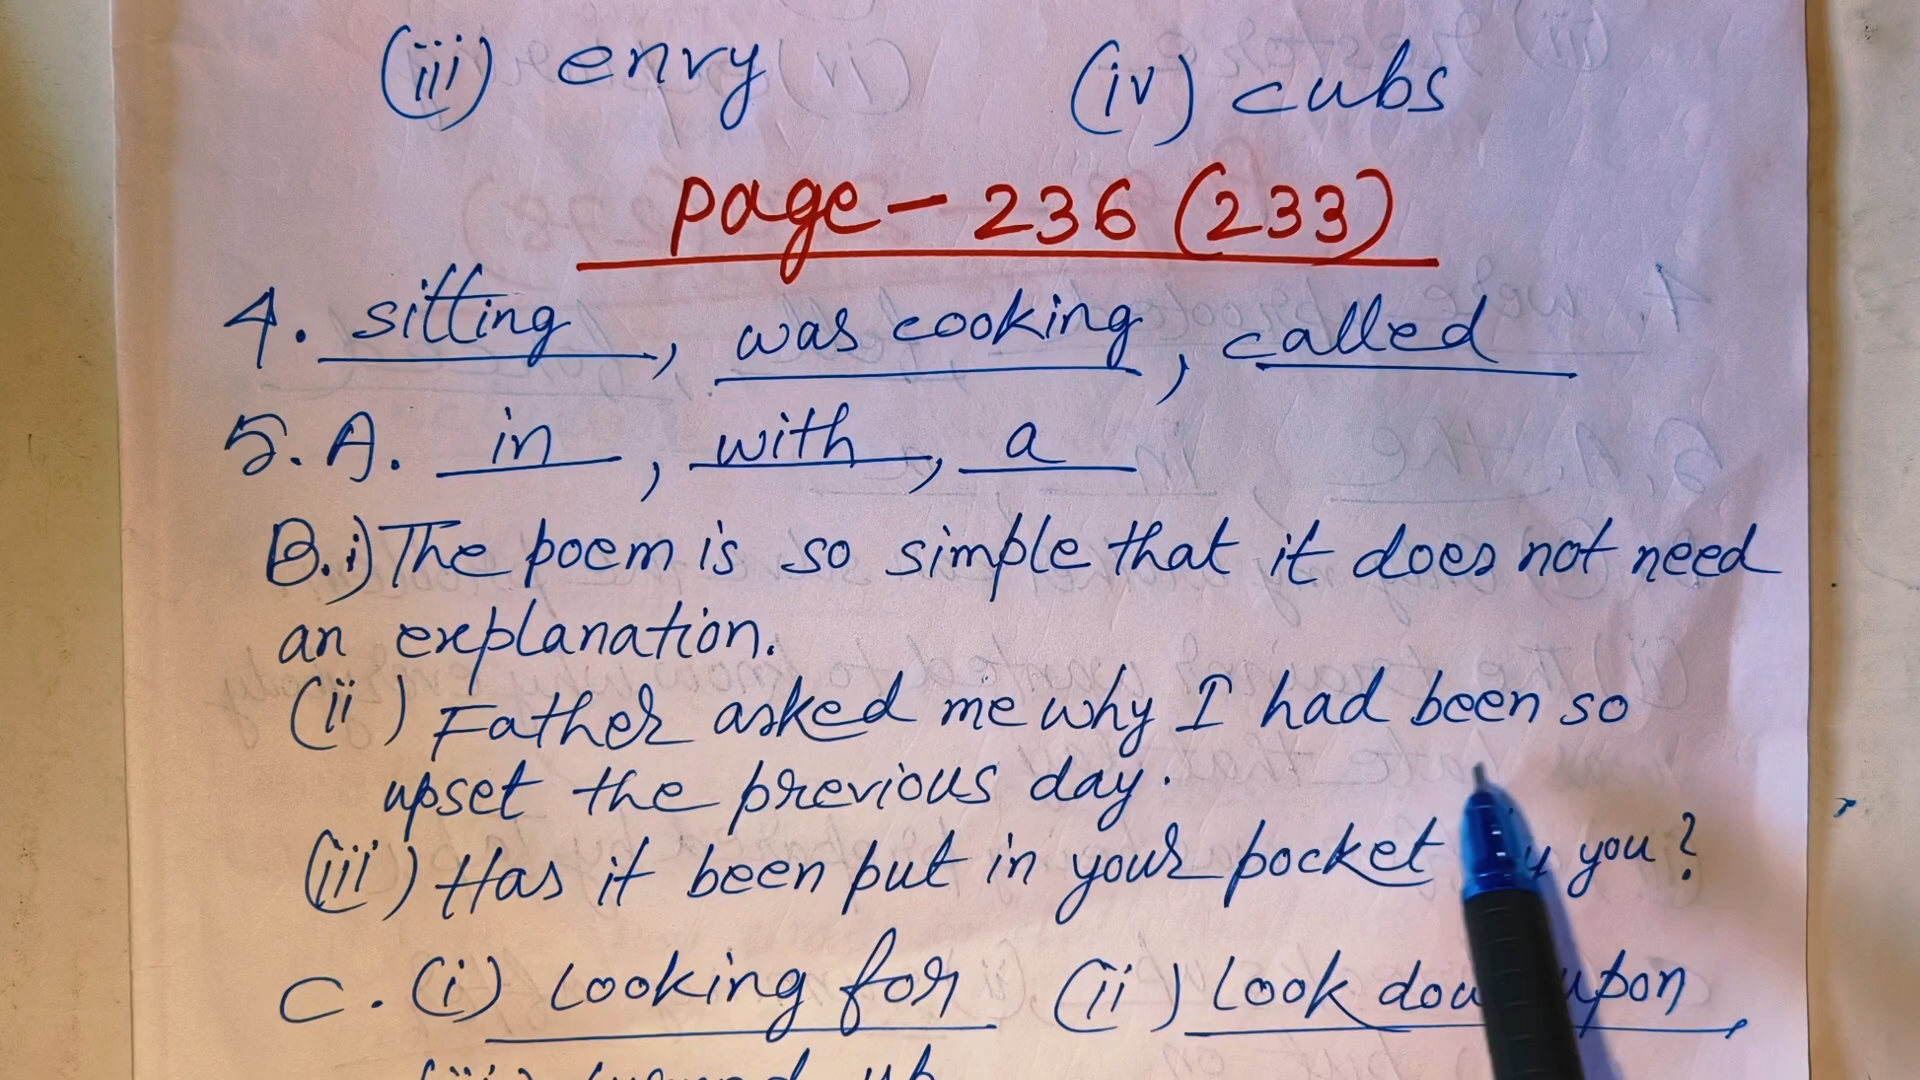 (iii) envy (iv) cubs
page - 236 (233)
4. sitting, was cooking, called
5. A. in, with, a
B. i) The poem is so simple that it does not need
an explanation.
(ii) Father asked me why I had been so
upset the previous day.
(iii) Has it been put in your pocket you?
C. (i) looking for (ii) look upon
up